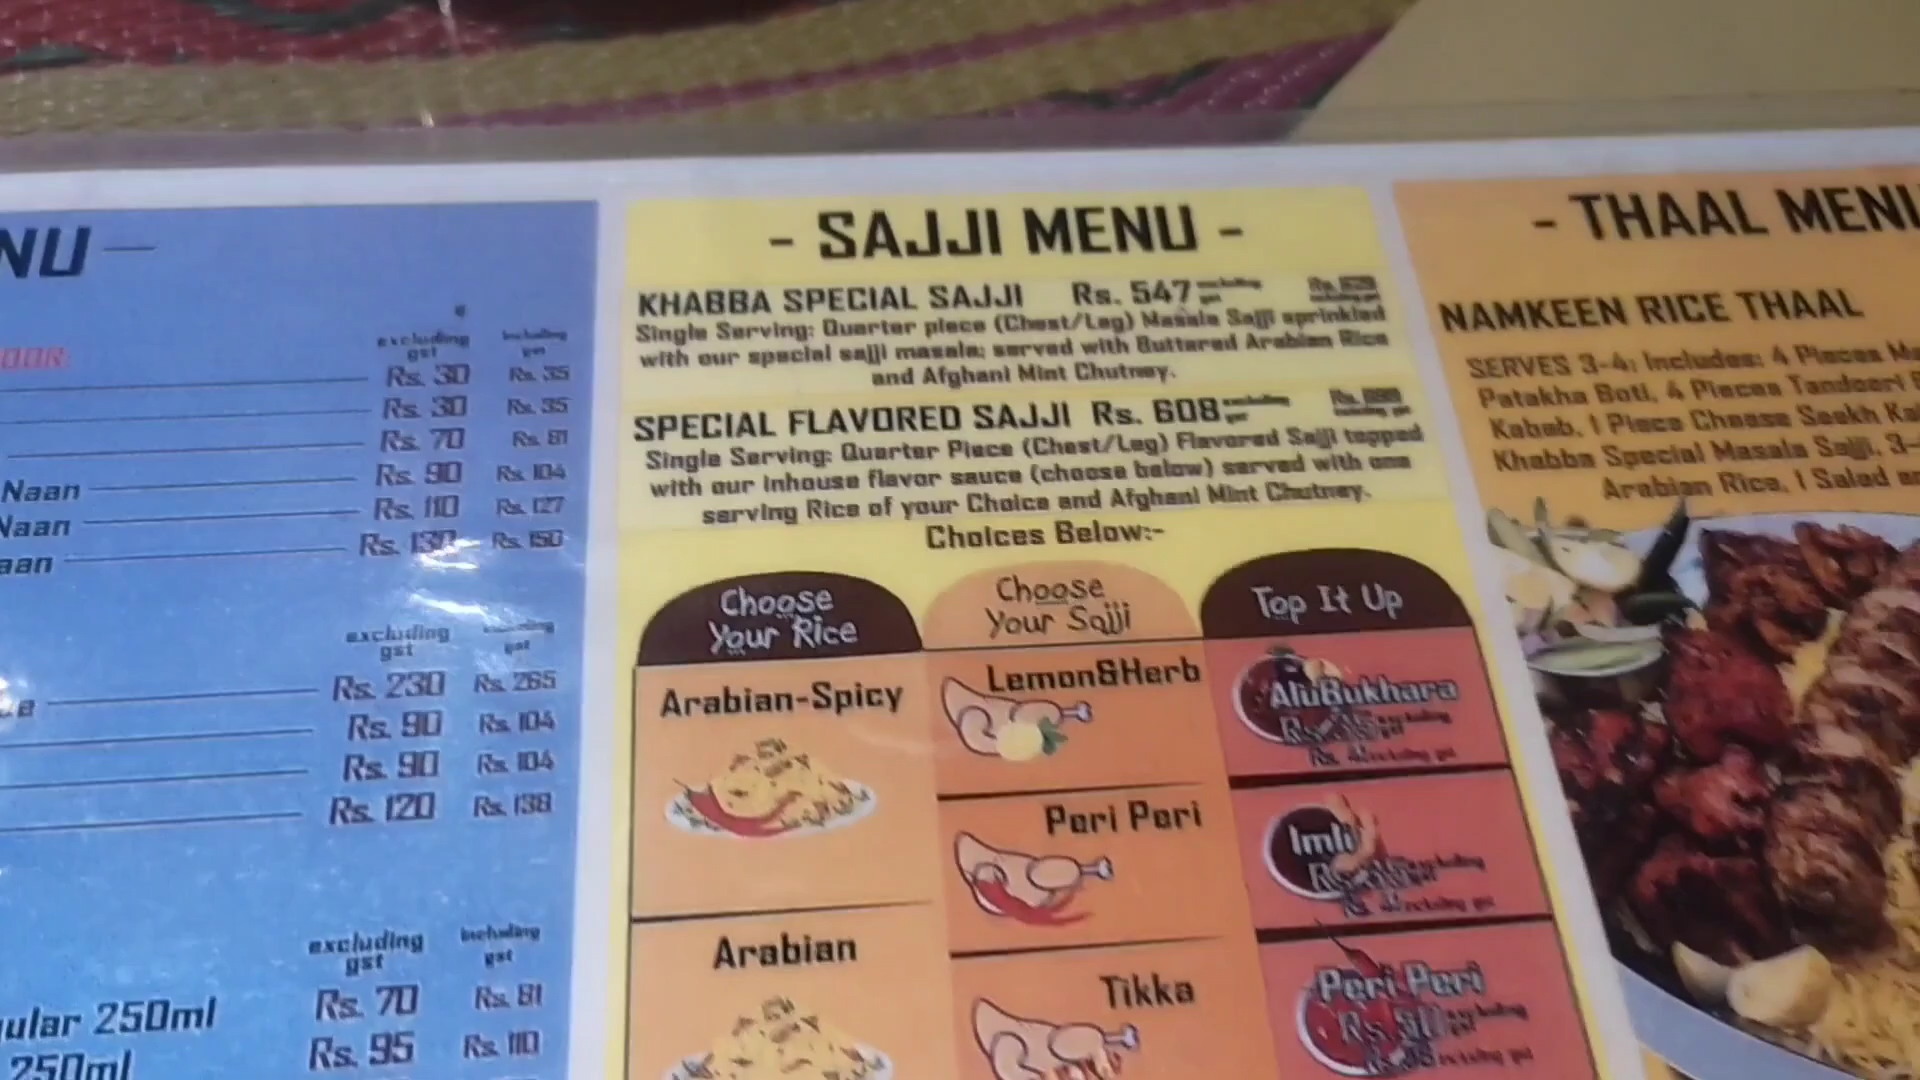 NU
excluding including
gst gst
Rs. 30 Rs. 35
Rs. 30 Rs. 35
Rs. 70 Rs. 81
Naan Rs. 90 Rs. 104
Naan Rs. 110 Rs. 127
aan Rs. 130 Rs. 150
excluding
gst gst
Rs. 230 Rs. 265
Rs. 90 Rs. 104
Rs. 90 Rs. 104
Rs. 120 Rs. 138
excluding including
gst gst
ular 250ml Rs. 70 Rs. 81
250ml Rs. 95 Rs. 110
- SAJJI MENU -
KHABBA SPECIAL SAJJI Rs. 547
Single Serving: Quarter piece (Chest/Leg) Masala Sajji sprinkled
with our special sajji masala; served with Buttered Arabian Rice
and Afghani Mint Chutney.
SPECIAL FLAVORED SAJJI Rs. 608
Single Serving: Quarter Piece (Chest/Leg) Flavored Sajji topped
with our inhouse flavor sauce (choose below) served with one
serving Rice of your Choice and Afghani Mint Chutney.
Choices Below:-
Choose
Your Rice
Arabian-Spicy
Arabian
Choose
Your Sajji
Lemon&Herb
Peri Peri
Tikka
Top It Up
AluBukhara
Imli
Peri Peri
- THAAL MENU
NAMKEEN RICE THAAL
SERVES 3-4: Includes: 4 Pieces
Patakha Boti, 4 Pieces Tandoori
Kabab, 1 Piece Cheese Seekh
Khabba Special Masala Sajji, 3-
Arabian Rice, 1 Salad